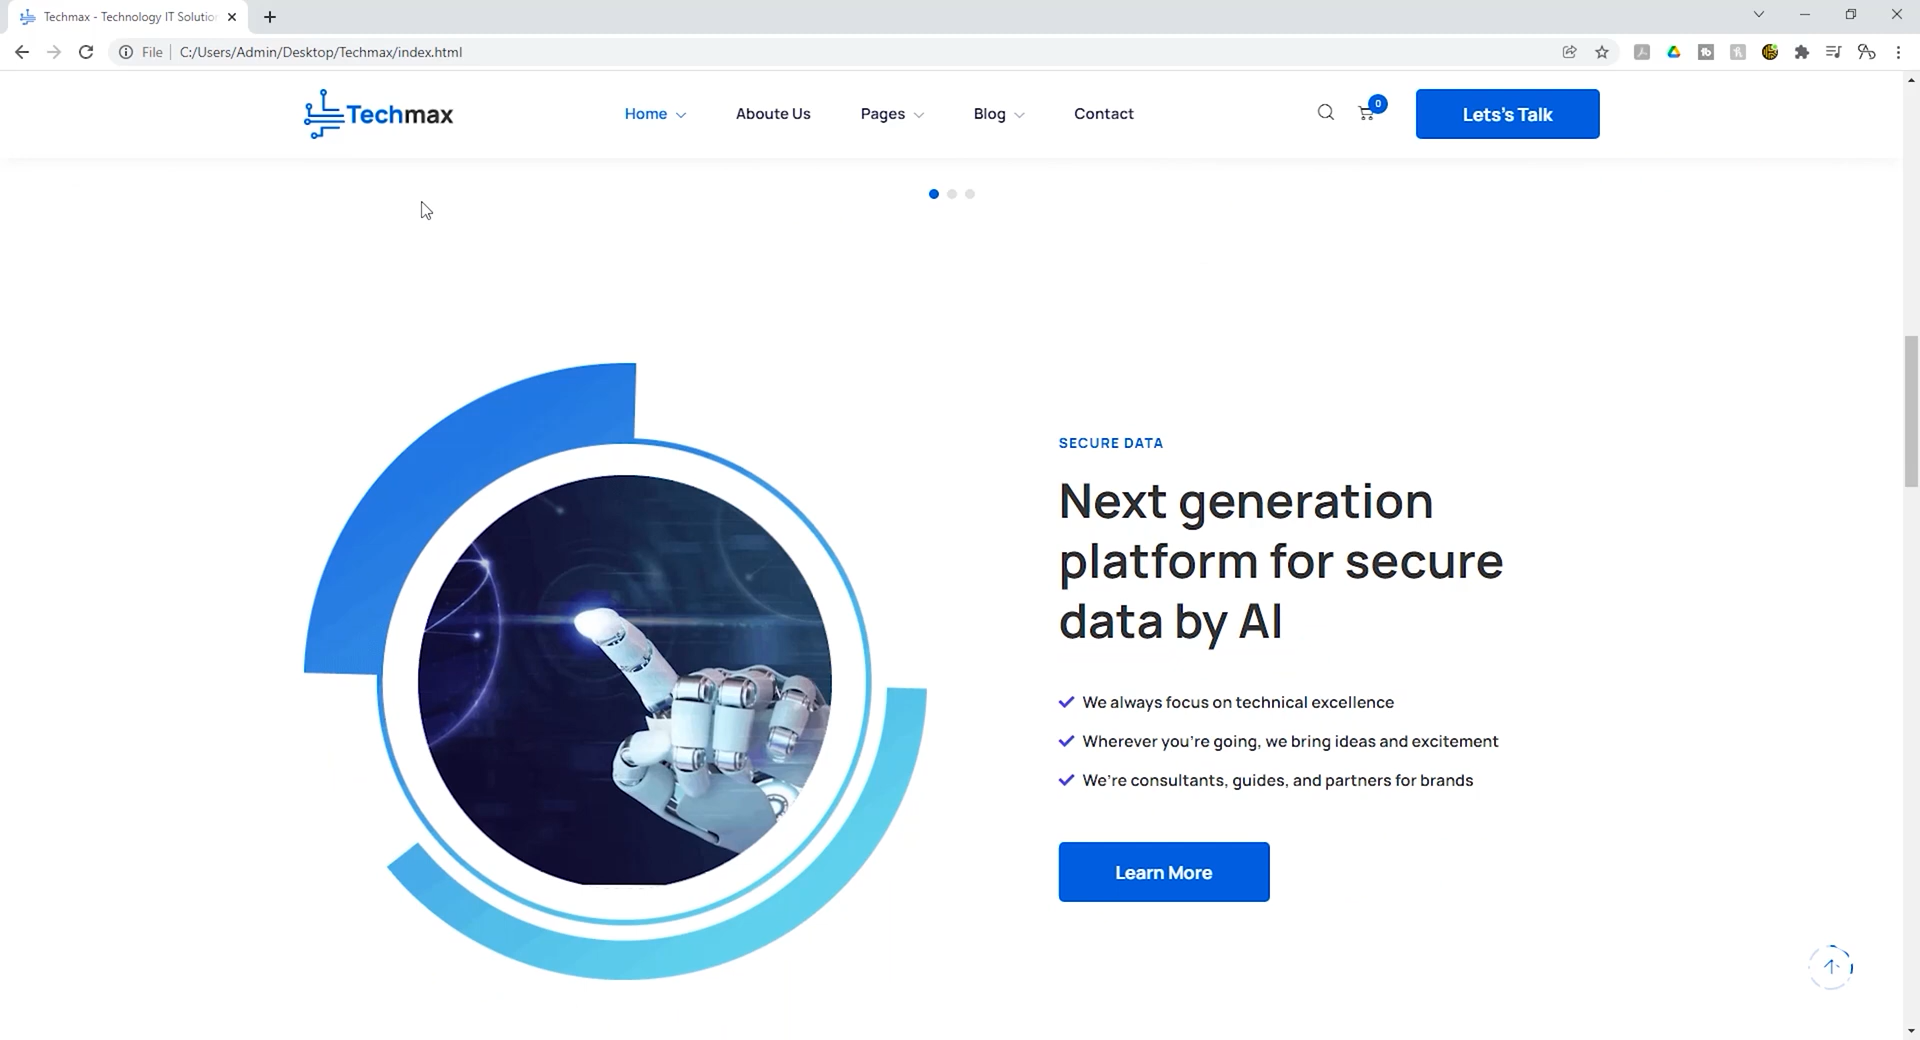 Techmax - Technology IT Solutio
File
C:/Users/Admin/Desktop/Techmax/index.html
Techmax
Home
Aboute Us
Pages
Blog
Contact
0
Lets's Talk
SECURE DATA
Next generation
platform for secure
data by AI
We always focus on technical excellence
Wherever you're going, we bring ideas and excitement
We're consultants, guides, and partners for brands
Learn More